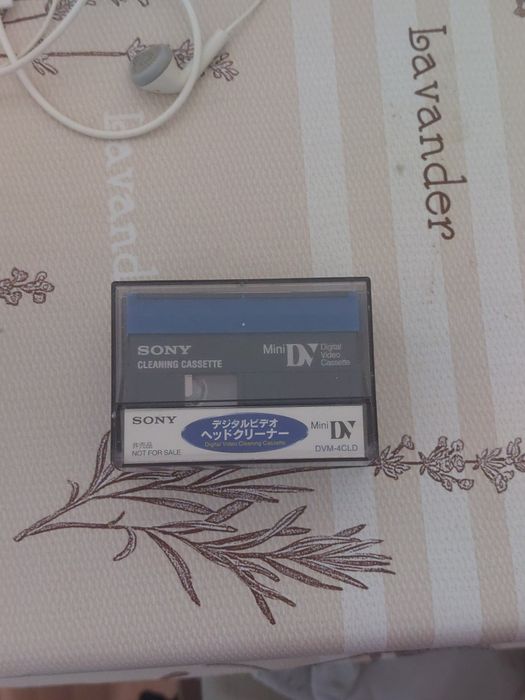 Lavander
Lavand
SONY
CLEANING CASSETTE
Mini DV Digital
Video
Cassette
SONY
デジタルビデオ
ヘッドクリーナー
Digital Video Cleaning Cassette
Mini DV
非売品
NOT FOR SALE
DVM-4CLD